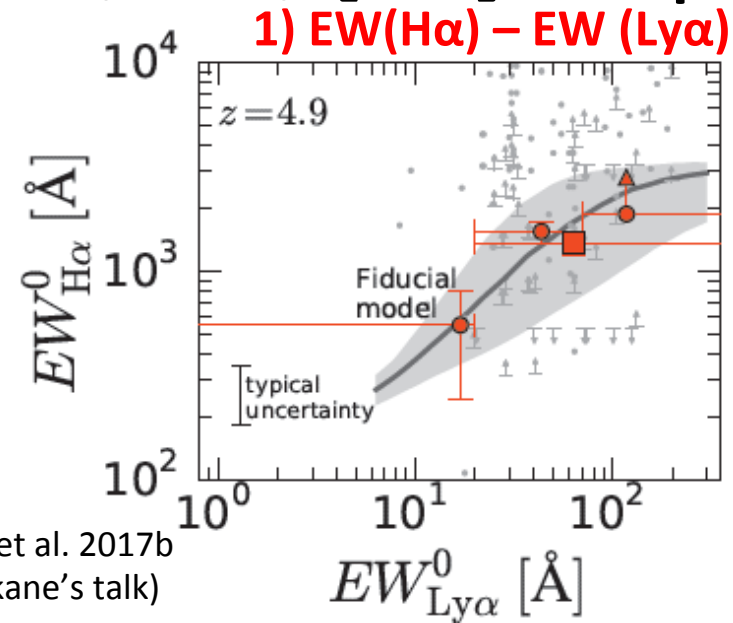 1) EW(Hα) – EW (Lyα)
10⁴
z=4.9
EW⁰Hα [Å]
10³
Fiducial
model
typical
uncertainty
10²
10⁰ 10¹ 10²
et al. 2017b
kane’s talk)
EW⁰Lyα [Å]